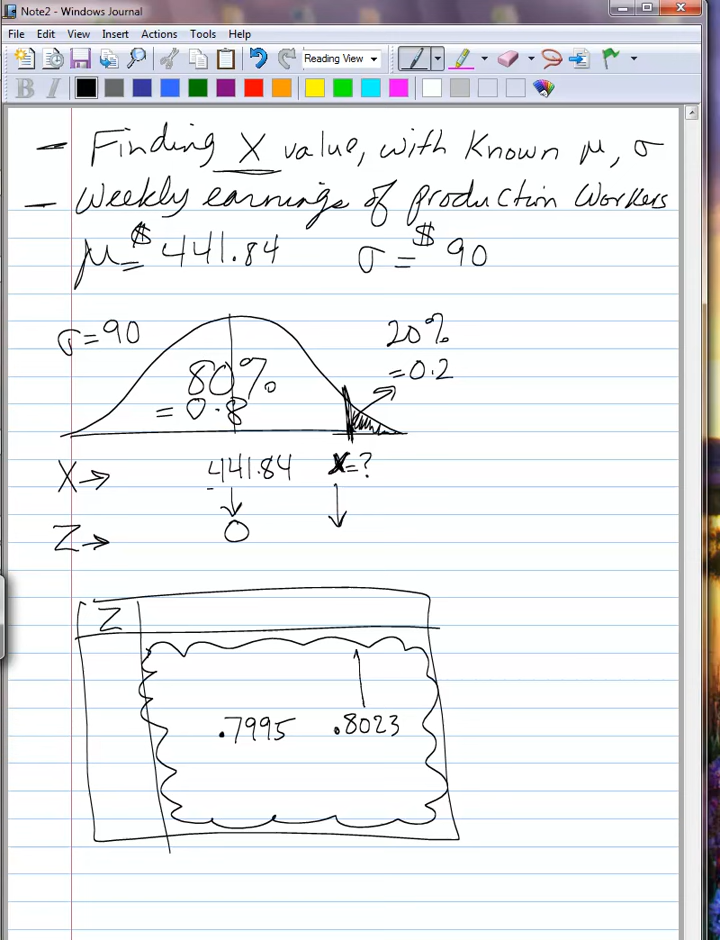 Note2 - Windows Journal
File Edit View Insert Actions Tools Help
Reading View
B I
- Finding X value, with Known μ, σ
- Weekly earnings of production Workers
μ = $441.84 σ = $90
σ=90
20%
= 0.2
80%
= 0.8
X → 441.84 X=?
Z → 0
Z
.7995 .8023